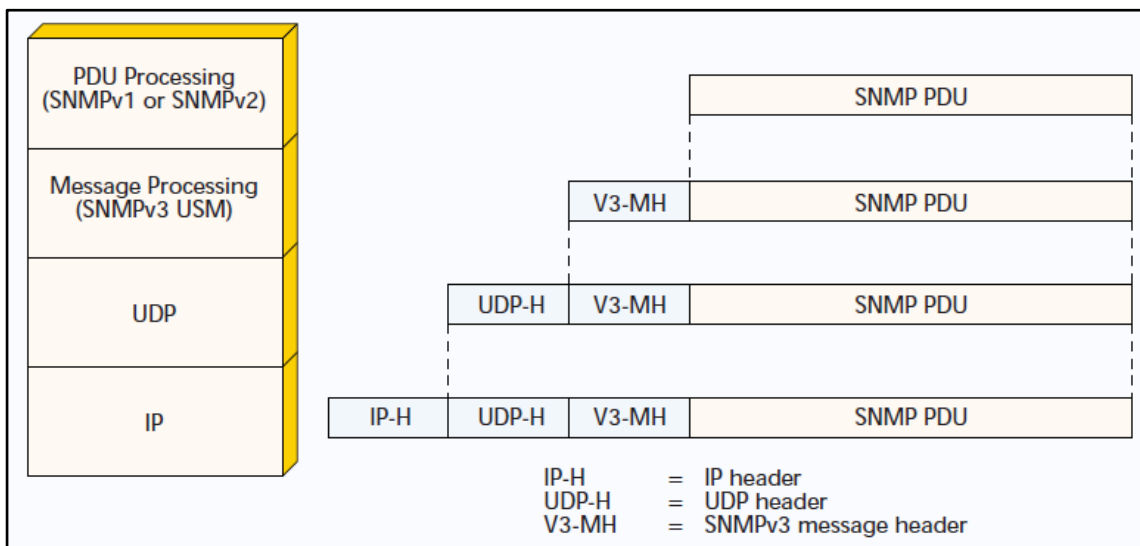 PDU Processing
(SNMPv1 or SNMPv2)
SNMP PDU
Message Processing
(SNMPv3 USM)
V3-MH SNMP PDU
UDP
UDP-H V3-MH SNMP PDU
IP
IP-H UDP-H V3-MH SNMP PDU
IP-H = IP header
UDP-H = UDP header
V3-MH = SNMPv3 message header